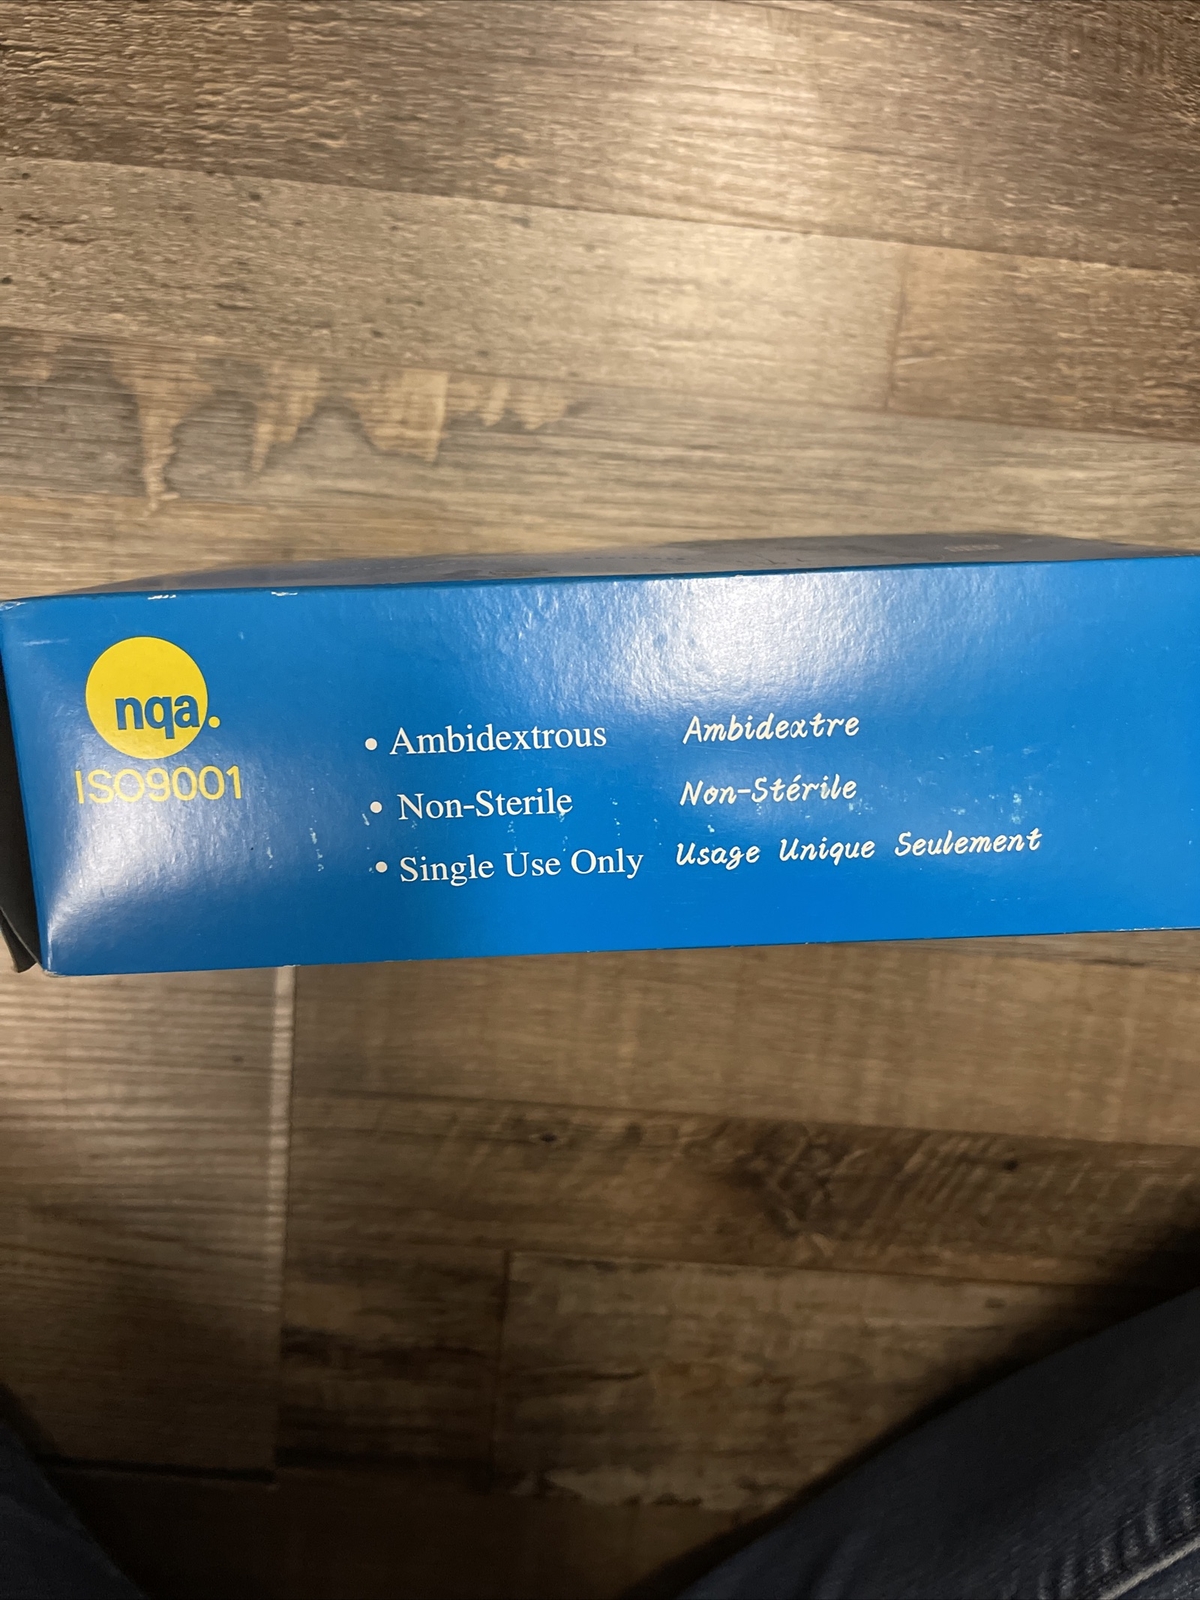 nqa.
ISO9001
• Ambidextrous Ambidextre
• Non-Sterile Non-Stérile
• Single Use Only Usage Unique Seulement